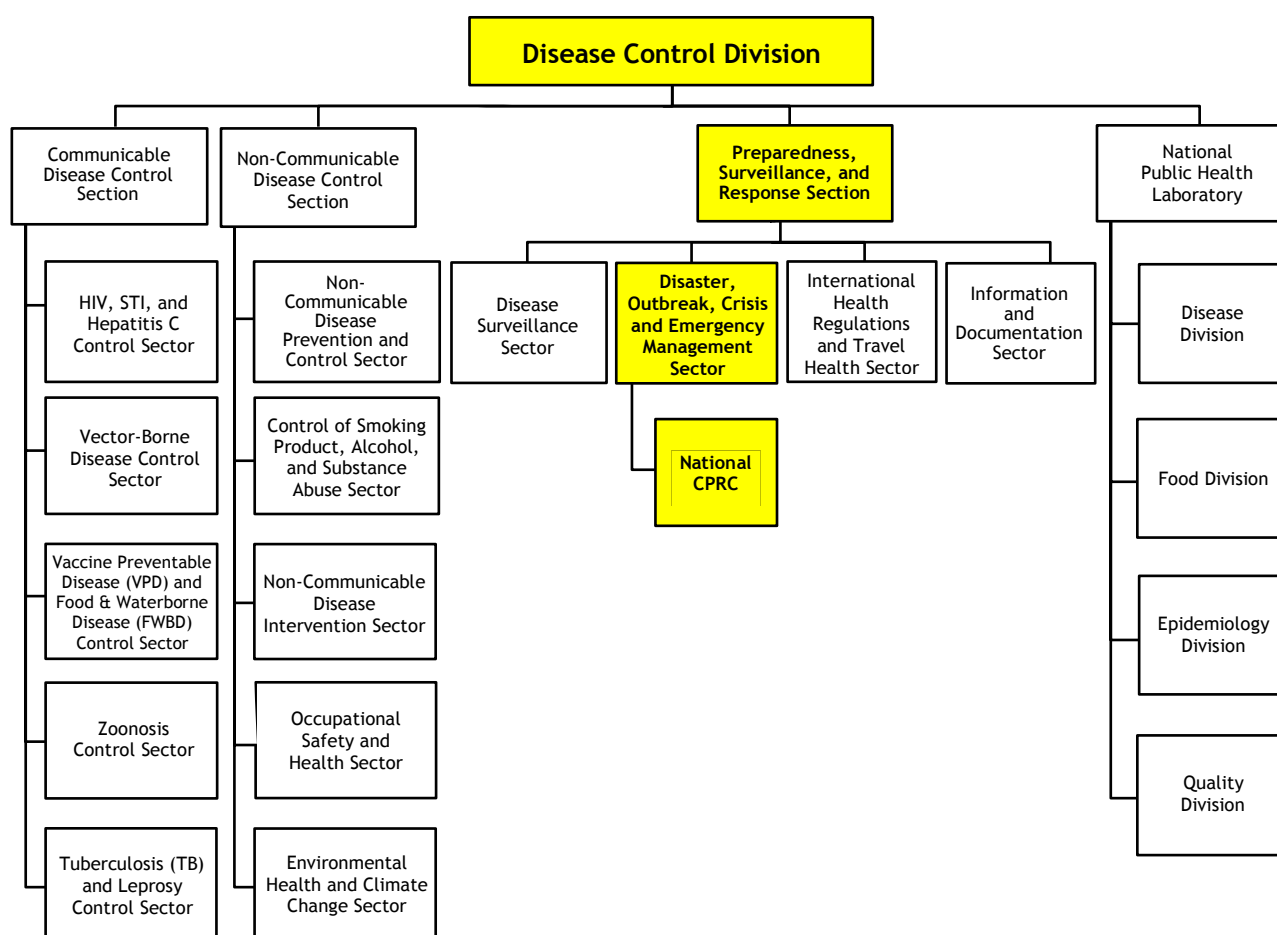 Disease Control Division
Communicable
Disease Control
Section
Non-Communicable
Disease Control
Section
Preparedness,
Surveillance, and
Response Section
National
Public Health
Laboratory
HIV, STI, and
Hepatitis C
Control Sector
Vector-Borne
Disease Control
Sector
Vaccine Preventable
Disease (VPD) and
Food & Waterborne
Disease (FWBD)
Control Sector
Zoonosis
Control Sector
Tuberculosis (TB)
and Leprosy
Control Sector
Non-
Communicable
Disease
Prevention and
Control Sector
Control of Smoking
Product, Alcohol,
and Substance
Abuse Sector
Non-Communicable
Disease
Intervention Sector
Occupational
Safety and
Health Sector
Environmental
Health and Climate
Change Sector
Disease
Surveillance
Sector
Disaster,
Outbreak, Crisis
and Emergency
Management
Sector
National
CPRC
International
Health
Regulations
and Travel
Health Sector
Information
and
Documentation
Sector
Disease
Division
Food Division
Epidemiology
Division
Quality
Division